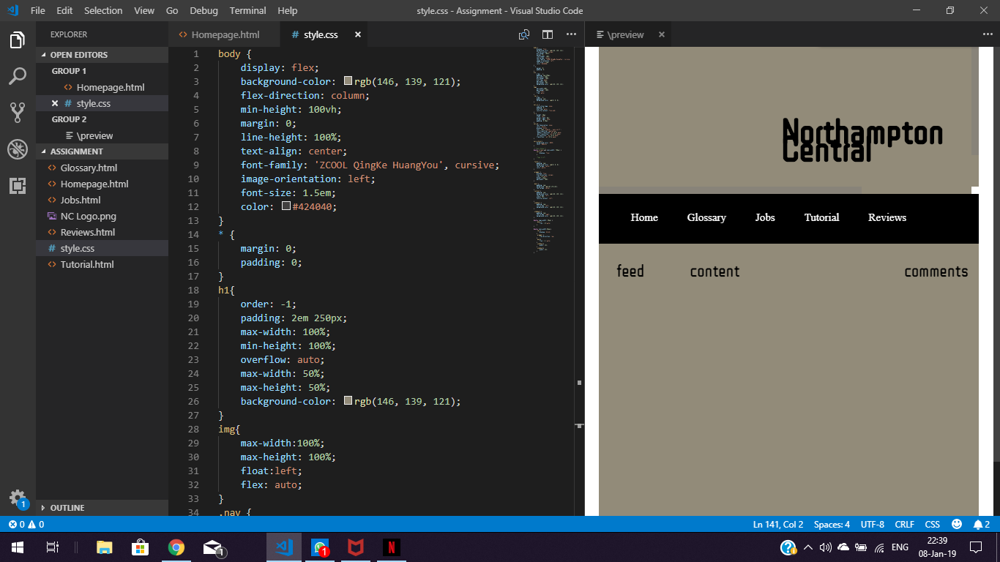 File Edit Selection View Go Debug Terminal Help
style.css - Assignment - Visual Studio Code
EXPLORER
OPEN EDITORS
GROUP 1
<> Homepage.html
# style.css
GROUP 2
\preview
ASSIGNMENT
<> Glossary.html
<> Homepage.html
<> Jobs.html
NC Logo.png
<> Reviews.html
# style.css
<> Tutorial.html
OUTLINE
<> Homepage.html
# style.css
1 body {
2 display: flex;
3 background-color: rgb(146, 139, 121);
4 flex-direction: column;
5 min-height: 100vh;
6 margin: 0;
7 line-height: 100%;
8 text-align: center;
9 font-family: 'ZCOOL QingKe HuangYou', cursive;
10 image-orientation: left;
11 font-size: 1.5em;
12 color: #424040;
13 }
14 * {
15 margin: 0;
16 padding: 0;
17 }
18 h1{
19 order: -1;
20 padding: 2em 250px;
21 max-width: 100%;
22 min-height: 100%;
23 overflow: auto;
24 max-width: 50%;
25 max-height: 50%;
26 background-color: rgb(146, 139, 121);
27 }
28 img{
29 max-width:100%;
30 max-height: 100%;
31 float:left;
32 flex: auto;
33 }
34 .nav {
\preview
Northampton
Central
Home Glossary Jobs Tutorial Reviews
feed content comments
1
0 0
Ln 141, Col 2 Spaces: 4 UTF-8 CRLF CSS 2
1
1
N
ENG
22:39
08-Jan-19